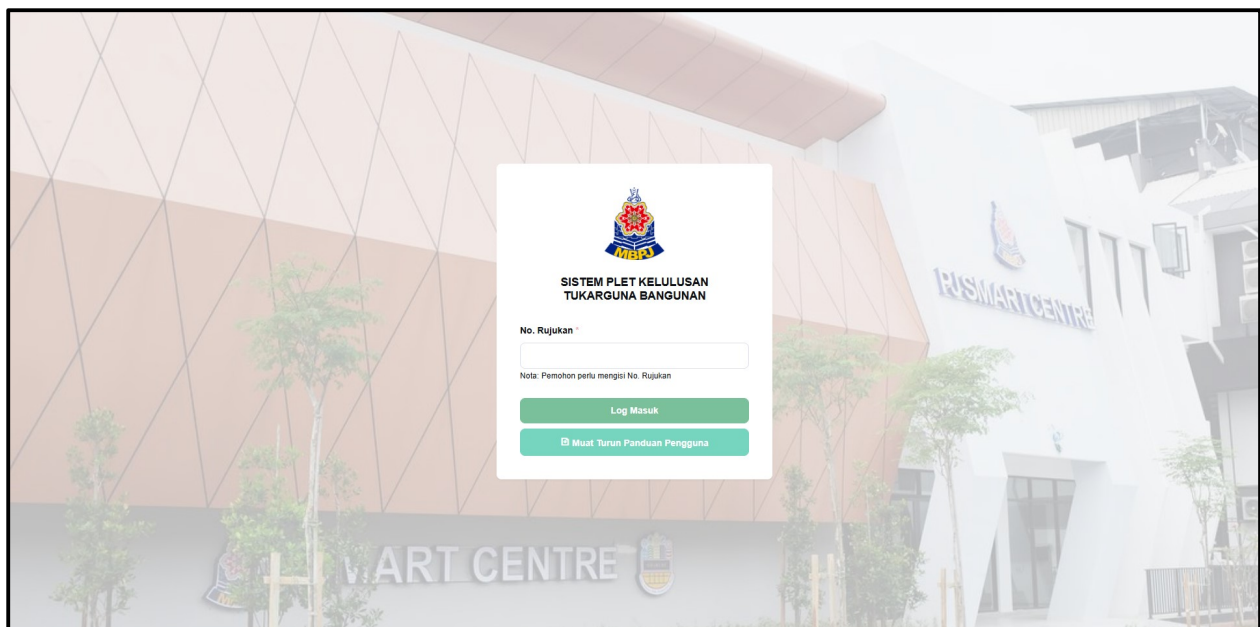 MBPJ
SISTEM PLET KELULUSAN
TUKARGUNA BANGUNAN
No. Rujukan *
Nota: Pemohon perlu mengisi No. Rujukan
Log Masuk
Muat Turun Panduan Pengguna
PJ SMART CENTRE
ART CENTRE